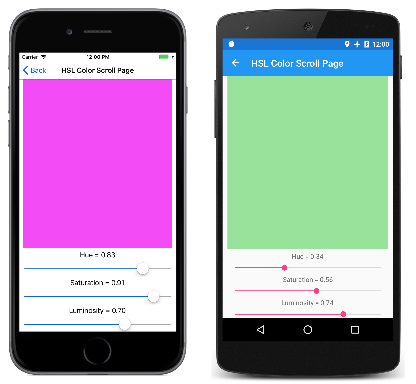 Carrier 12:00 PM
Back HSL Color Scroll Page
Hue = 0.83
Saturation = 0.91
Luminosity = 0.70
12:00
HSL Color Scroll Page
Hue = 0.34
Saturation = 0.56
Luminosity = 0.74